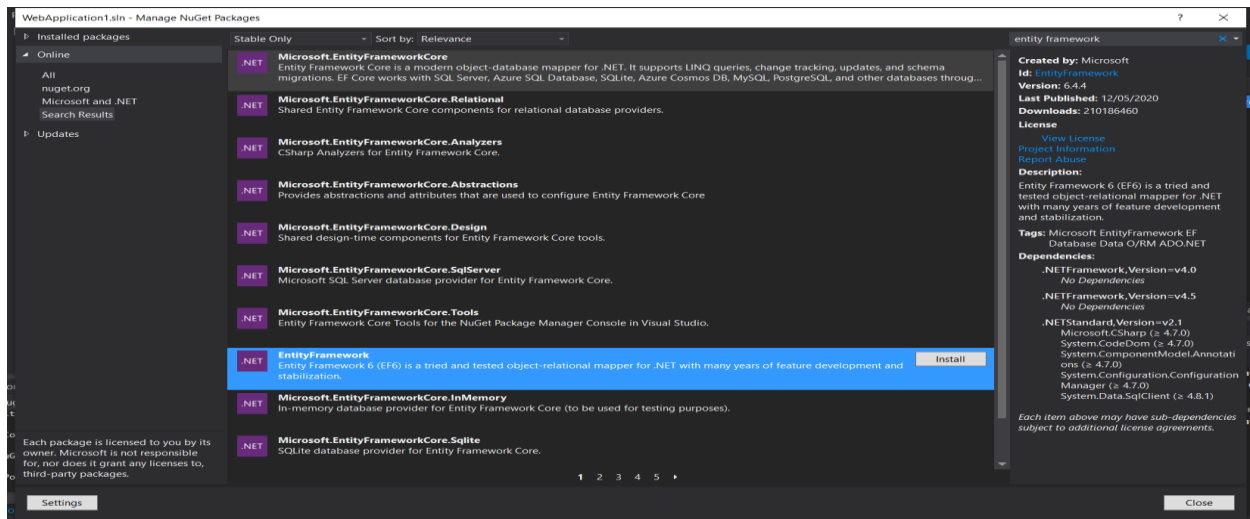 WebApplication1.sln - Manage NuGet Packages
? ×
Installed packages
Online
All
nuget.org
Microsoft and .NET
Search Results
Updates
Each package is licensed to you by its
owner. Microsoft is not responsible
for, nor does it grant any licenses to,
third-party packages.
Settings
Stable Only
Sort by: Relevance
.NET
Microsoft.EntityFrameworkCore
Entity Framework Core is a modern object-database mapper for .NET. It supports LINQ queries, change tracking, updates, and schema
migrations. EF Core works with SQL Server, Azure SQL Database, SQLite, Azure Cosmos DB, MySQL, PostgreSQL, and other databases throug...
.NET
Microsoft.EntityFrameworkCore.Relational
Shared Entity Framework Core components for relational database providers.
.NET
Microsoft.EntityFrameworkCore.Analyzers
CSharp Analyzers for Entity Framework Core.
.NET
Microsoft.EntityFrameworkCore.Abstractions
Provides abstractions and attributes that are used to configure Entity Framework Core
.NET
Microsoft.EntityFrameworkCore.Design
Shared design-time components for Entity Framework Core tools.
.NET
Microsoft.EntityFrameworkCore.SqlServer
Microsoft SQL Server database provider for Entity Framework Core.
.NET
Microsoft.EntityFrameworkCore.Tools
Entity Framework Core Tools for the NuGet Package Manager Console in Visual Studio.
.NET
EntityFramework
Entity Framework 6 (EF6) is a tried and tested object-relational mapper for .NET with many years of feature development and
stabilization.
Install
.NET
Microsoft.EntityFrameworkCore.InMemory
In-memory database provider for Entity Framework Core (to be used for testing purposes).
.NET
Microsoft.EntityFrameworkCore.Sqlite
SQLite database provider for Entity Framework Core.
1 2 3 4 5
entity framework
Created by: Microsoft
Id: EntityFramework
Version: 6.4.4
Last Published: 12/05/2020
Downloads: 210186460
License
View License
Project Information
Report Abuse
Description:
Entity Framework 6 (EF6) is a tried and
tested object-relational mapper for .NET
with many years of feature development
and stabilization.
Tags: Microsoft EntityFramework EF
Database Data O/RM ADO.NET
Dependencies:
.NETFramework,Version=v4.0
No Dependencies
.NETFramework,Version=v4.5
No Dependencies
.NETStandard,Version=v2.1
Microsoft.CSharp (≥ 4.7.0)
System.CodeDom (≥ 4.7.0)
System.ComponentModel.Annotati
ons (≥ 4.7.0)
System.Configuration.Configuration
Manager (≥ 4.7.0)
System.Data.SqlClient (≥ 4.8.1)
Each item above may have sub-dependencies
subject to additional license agreements.
Close